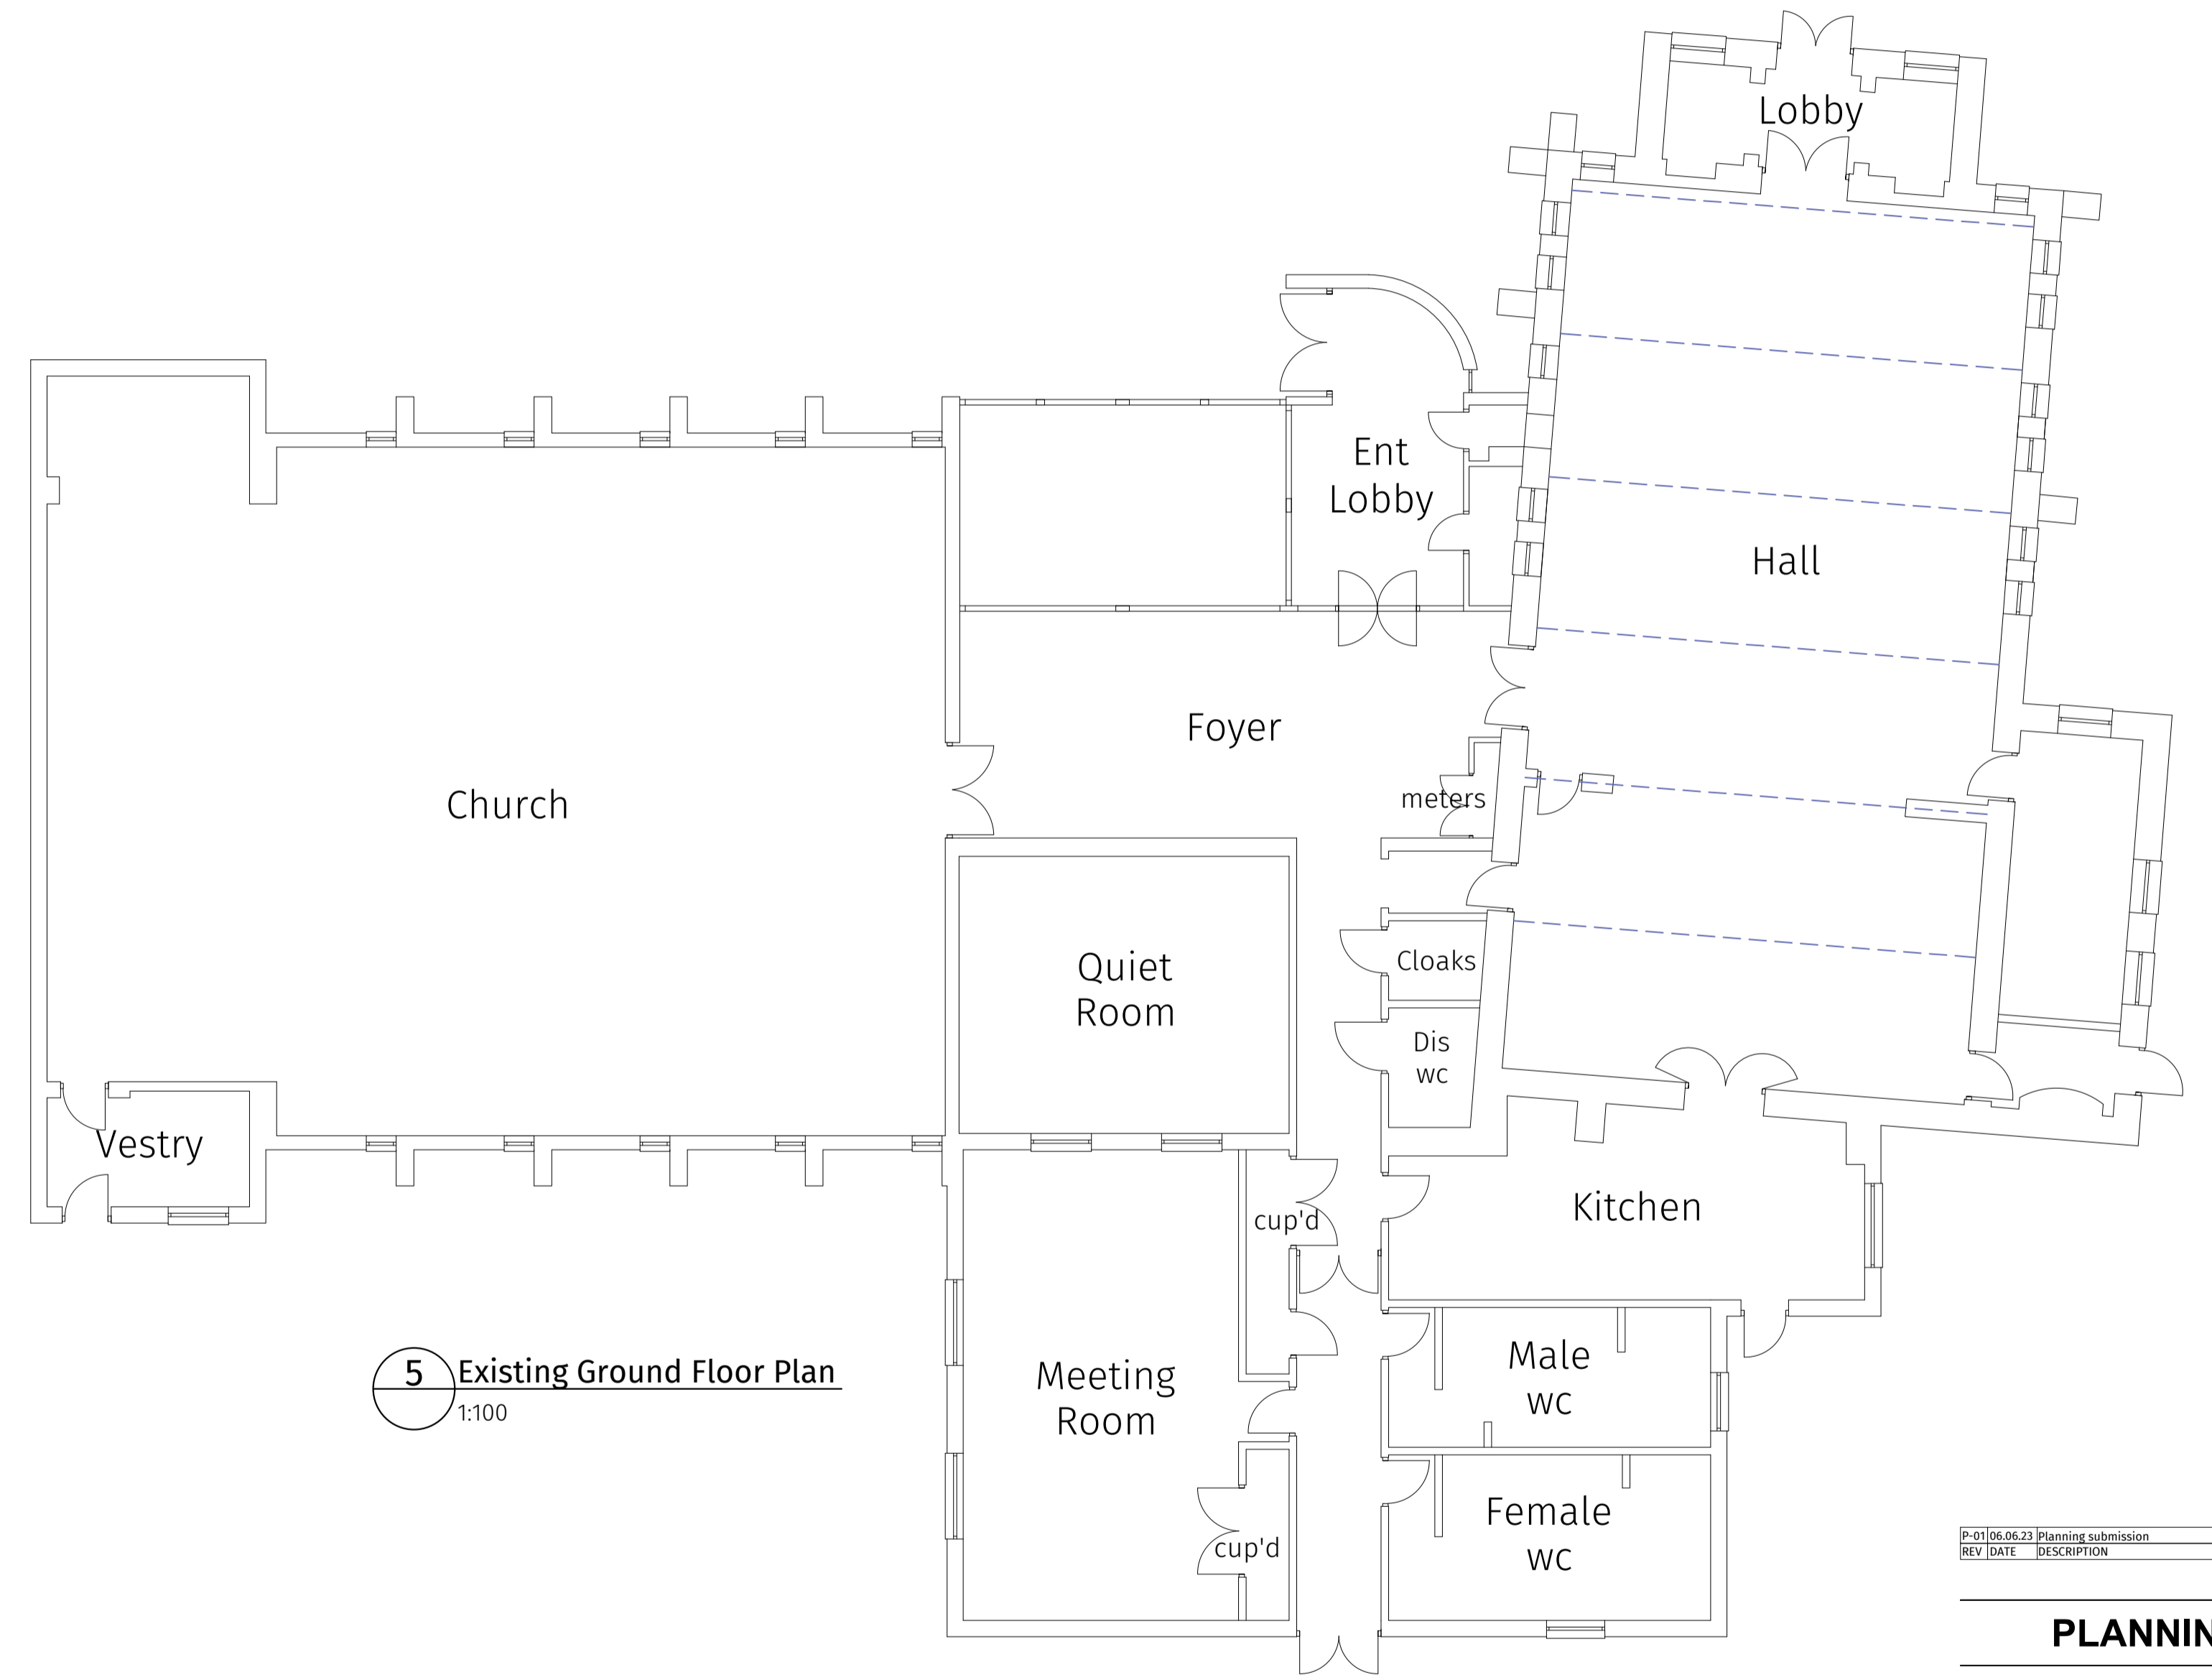 Lobby
Ent
Lobby
Hall
Foyer
Church
meters
Quiet
Room
Cloaks
Dis
wc
Vestry
Kitchen
cup'd
5 Existing Ground Floor Plan
1:100
Meeting
Room
Male
wc
Female
wc
cup'd
P-01 06.06.23 Planning submission
REV DATE DESCRIPTION
PLANNIN